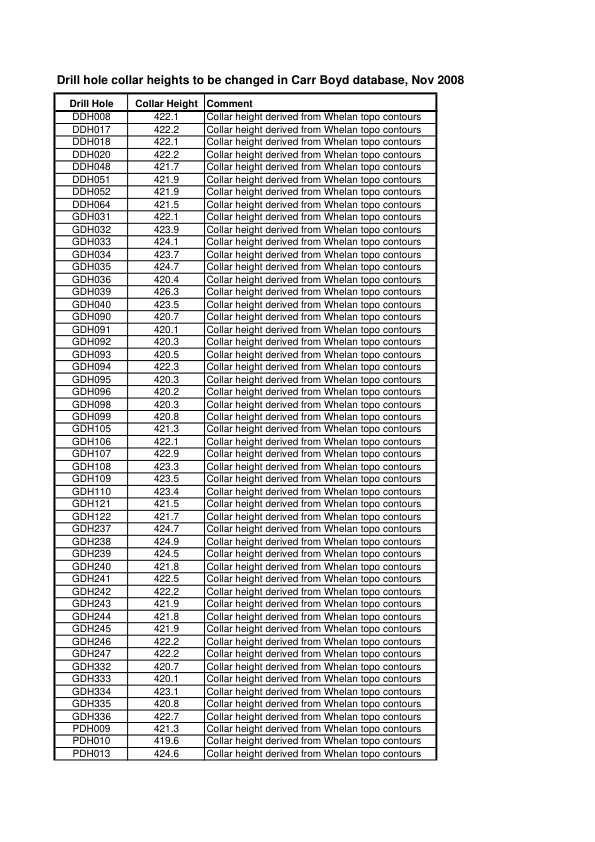 Drill hole collar heights to be changed in Carr Boyd database, Nov 2008
Drill Hole Collar Height Comment
DDH008 422.1 Collar height derived from Whelan topo contours
DDH017 422.2 Collar height derived from Whelan topo contours
DDH018 422.1 Collar height derived from Whelan topo contours
DDH020 422.2 Collar height derived from Whelan topo contours
DDH048 421.7 Collar height derived from Whelan topo contours
DDH051 421.9 Collar height derived from Whelan topo contours
DDH052 421.9 Collar height derived from Whelan topo contours
DDH064 421.5 Collar height derived from Whelan topo contours
GDH031 422.1 Collar height derived from Whelan topo contours
GDH032 423.9 Collar height derived from Whelan topo contours
GDH033 424.1 Collar height derived from Whelan topo contours
GDH034 423.7 Collar height derived from Whelan topo contours
GDH035 424.7 Collar height derived from Whelan topo contours
GDH036 420.4 Collar height derived from Whelan topo contours
GDH039 426.3 Collar height derived from Whelan topo contours
GDH040 423.5 Collar height derived from Whelan topo contours
GDH090 420.7 Collar height derived from Whelan topo contours
GDH091 420.1 Collar height derived from Whelan topo contours
GDH092 420.3 Collar height derived from Whelan topo contours
GDH093 420.5 Collar height derived from Whelan topo contours
GDH094 422.3 Collar height derived from Whelan topo contours
GDH095 420.3 Collar height derived from Whelan topo contours
GDH096 420.2 Collar height derived from Whelan topo contours
GDH098 420.3 Collar height derived from Whelan topo contours
GDH099 420.8 Collar height derived from Whelan topo contours
GDH105 421.3 Collar height derived from Whelan topo contours
GDH106 422.1 Collar height derived from Whelan topo contours
GDH107 422.9 Collar height derived from Whelan topo contours
GDH108 423.3 Collar height derived from Whelan topo contours
GDH109 423.5 Collar height derived from Whelan topo contours
GDH110 423.4 Collar height derived from Whelan topo contours
GDH121 421.5 Collar height derived from Whelan topo contours
GDH122 421.7 Collar height derived from Whelan topo contours
GDH237 424.7 Collar height derived from Whelan topo contours
GDH238 424.9 Collar height derived from Whelan topo contours
GDH239 424.5 Collar height derived from Whelan topo contours
GDH240 421.8 Collar height derived from Whelan topo contours
GDH241 422.5 Collar height derived from Whelan topo contours
GDH242 422.2 Collar height derived from Whelan topo contours
GDH243 421.9 Collar height derived from Whelan topo contours
GDH244 421.8 Collar height derived from Whelan topo contours
GDH245 421.9 Collar height derived from Whelan topo contours
GDH246 422.2 Collar height derived from Whelan topo contours
GDH247 422.2 Collar height derived from Whelan topo contours
GDH332 420.7 Collar height derived from Whelan topo contours
GDH333 420.1 Collar height derived from Whelan topo contours
GDH334 423.1 Collar height derived from Whelan topo contours
GDH335 420.8 Collar height derived from Whelan topo contours
GDH336 422.7 Collar height derived from Whelan topo contours
PDH009 421.3 Collar height derived from Whelan topo contours
PDH010 419.6 Collar height derived from Whelan topo contours
PDH013 424.6 Collar height derived from Whelan topo contours